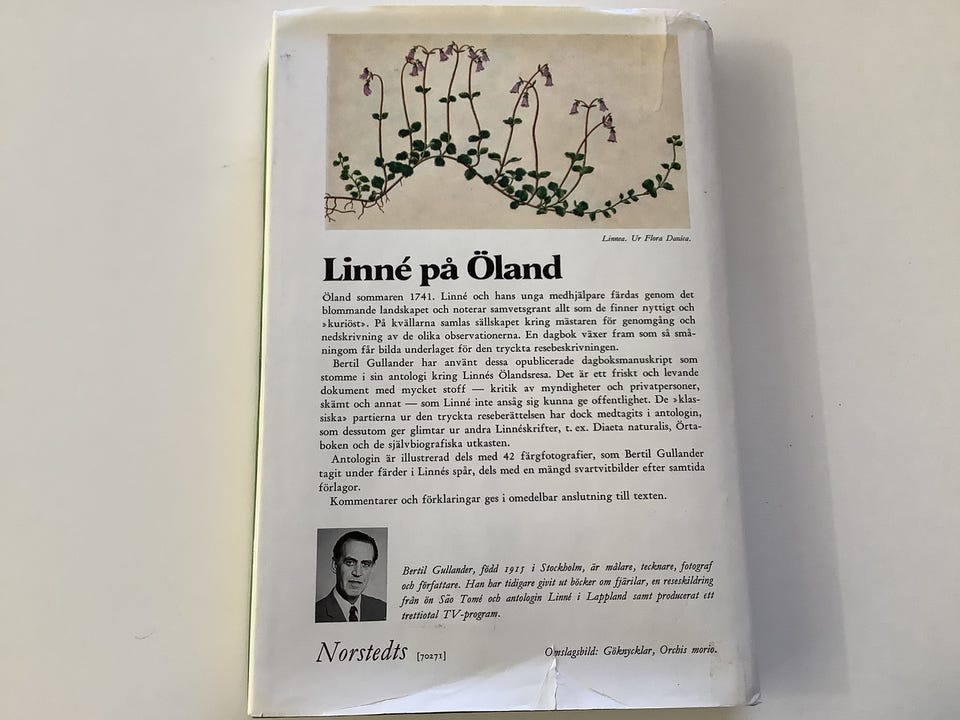 Linnea. Ur Flora Danica.
Linné på Öland
Öland sommaren 1741. Linné och hans unga medhjälpare färdas genom det
blommande landskapet och noterar samvetsgrant allt som de finner nyttigt och
»kuriöst». På kvällarna samlas sällskapet kring mästaren för genomgång och
nedskrivning av de olika observationerna. En dagbok växer fram som så små-
ningom får bilda underlaget för den tryckta resebeskrivningen.
Bertil Gullander har använt dessa opublicerade dagboksmanuskript som
stomme i sin antologi kring Linnés Ölandsresa. Det är ett friskt och levande
dokument med mycket stoff — kritik av myndigheter och privatpersoner,
skämt och annat — som Linné inte ansåg sig kunna ge offentlighet. De »klas-
siska» partierna ur den tryckta reseberättelsen har dock medtagits i antologin,
som dessutom ger glimtar ur andra Linnéskrifter, t. ex. Diaeta naturalis, Örta-
boken och de självbiografiska utkasten.
Antologin är illustrerad dels med 42 färgfotografier, som Bertil Gullander
tagit under färder i Linnés spår, dels med en mängd svartvitbilder efter samtida
förlagor.
Kommentarer och förklaringar ges i omedelbar anslutning till texten.
Bertil Gullander, född 1915 i Stockholm, är målare, tecknare, fotograf
och författare. Han har tidigare givit ut böcker om fjärilar, en reseskildring
från ön São Tomé och antologin Linné i Lappland samt producerat ett
trettiotal TV-program.
Norstedts [70271]
Omslagsbild: Göknycklar, Orchis morio.